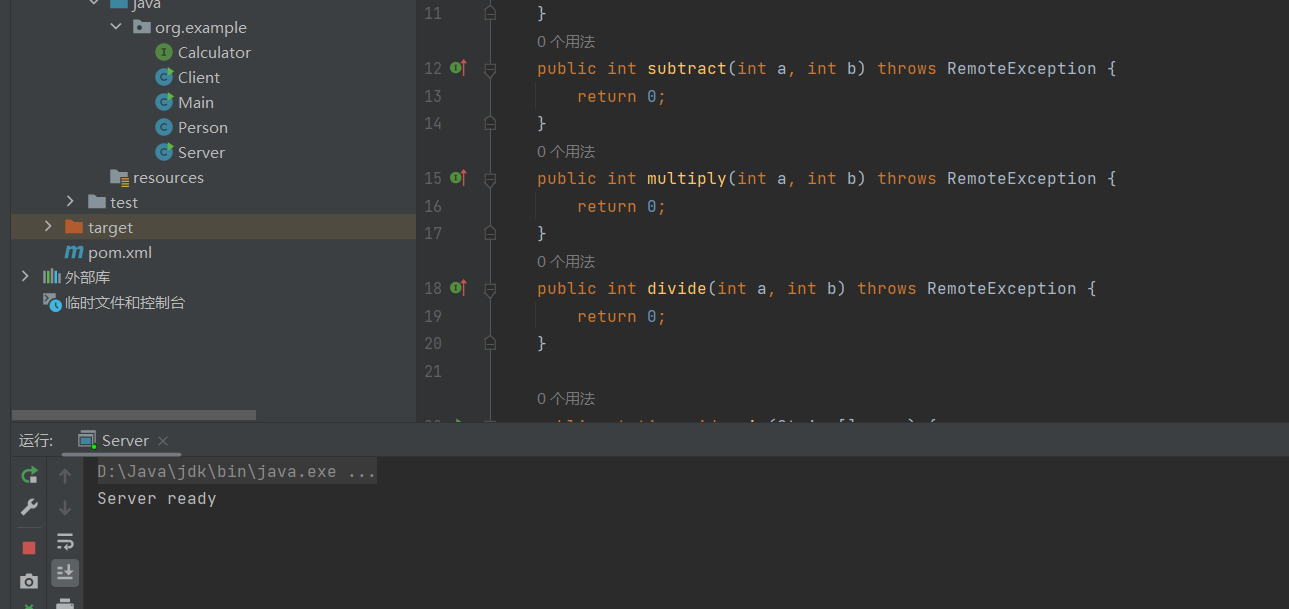 java
org.example
Calculator
Client
Main
Person
Server
resources
test
target
pom.xml
外部库
临时文件和控制台
11 }
0 个用法
12 public int subtract(int a, int b) throws RemoteException {
13 return 0;
14 }
0 个用法
15 public int multiply(int a, int b) throws RemoteException {
16 return 0;
17 }
0 个用法
18 public int divide(int a, int b) throws RemoteException {
19 return 0;
20 }
21
0 个用法
运行: Server
D:\Java\jdk\bin\java.exe ...
Server ready